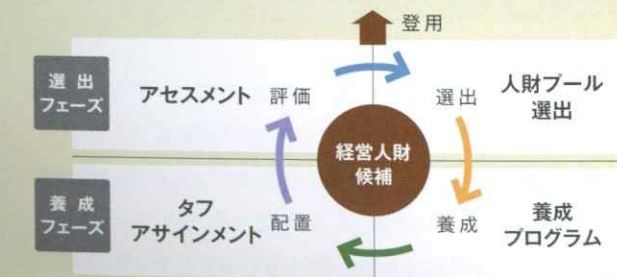 登用
選出
フェーズ
アセスメント
評価
選出
人財プール
選出
経営人財
候補
養成
フェーズ
タフ
アサインメント
配置
養成
養成
プログラム